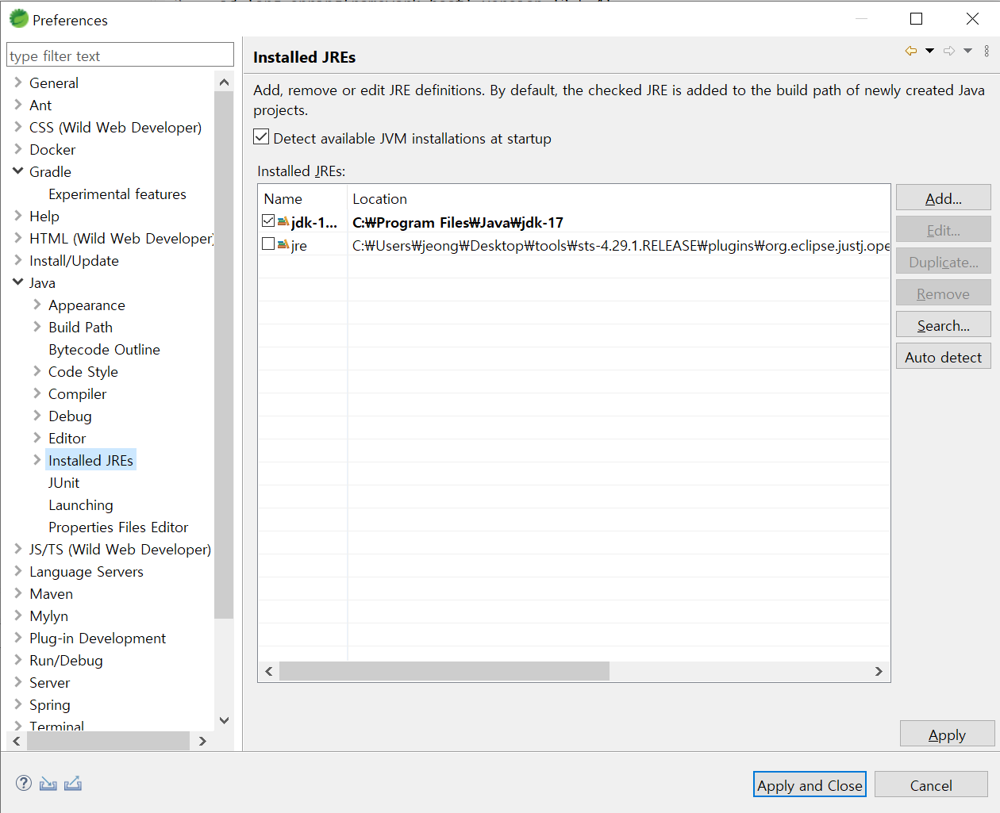 Preferences
type filter text
General
Ant
CSS (Wild Web Developer)
Docker
Gradle
Experimental features
Help
HTML (Wild Web Developer)
Install/Update
Java
Appearance
Build Path
Bytecode Outline
Code Style
Compiler
Debug
Editor
Installed JREs
JUnit
Launching
Properties Files Editor
JS/TS (Wild Web Developer)
Language Servers
Maven
Mylyn
Plug-in Development
Run/Debug
Server
Spring
Terminal
Installed JREs
Add, remove or edit JRE definitions. By default, the checked JRE is added to the build path of newly created Java
projects.
Detect available JVM installations at startup
Installed JREs:
Name Location
jdk-1... C:₩Program Files₩Java₩jdk-17
jre C:₩Users₩jeong₩Desktop₩tools₩sts-4.29.1.RELEASE₩plugins₩org.eclipse.justj.ope
Add...
Edit...
Duplicate...
Remove
Search...
Auto detect
Apply
Apply and Close
Cancel